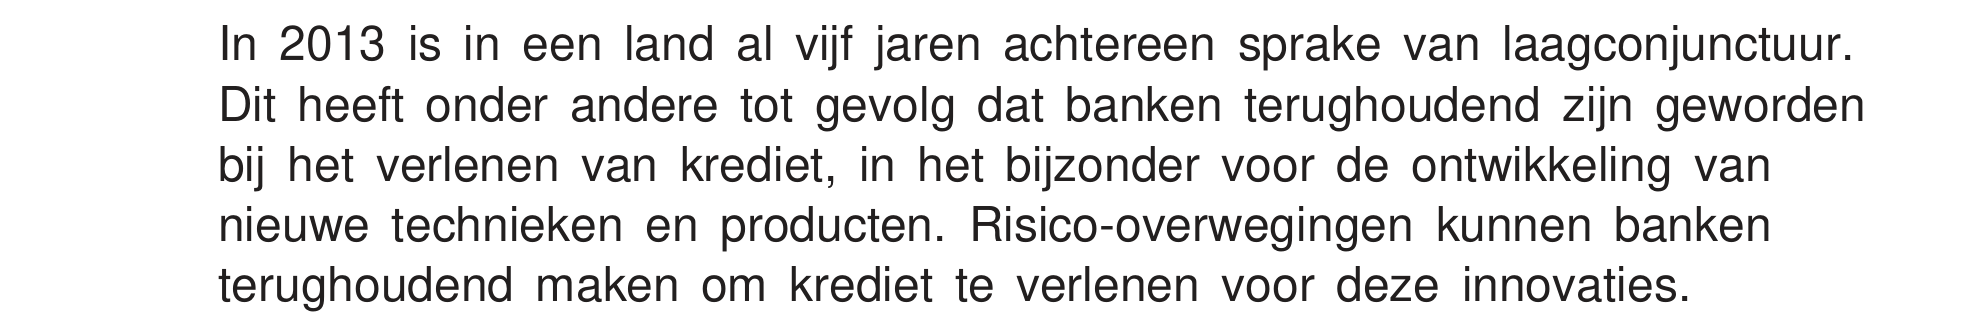 In 2013 is in een land al vijf jaren achtereen sprake van laagconjunctuur.
Dit heeft onder andere tot gevolg dat banken terughoudend zijn geworden
bij het verlenen van krediet, in het bijzonder voor de ontwikkeling van
nieuwe technieken en producten. Risico-overwegingen kunnen banken
terughoudend maken om krediet te verlenen voor deze innovaties.